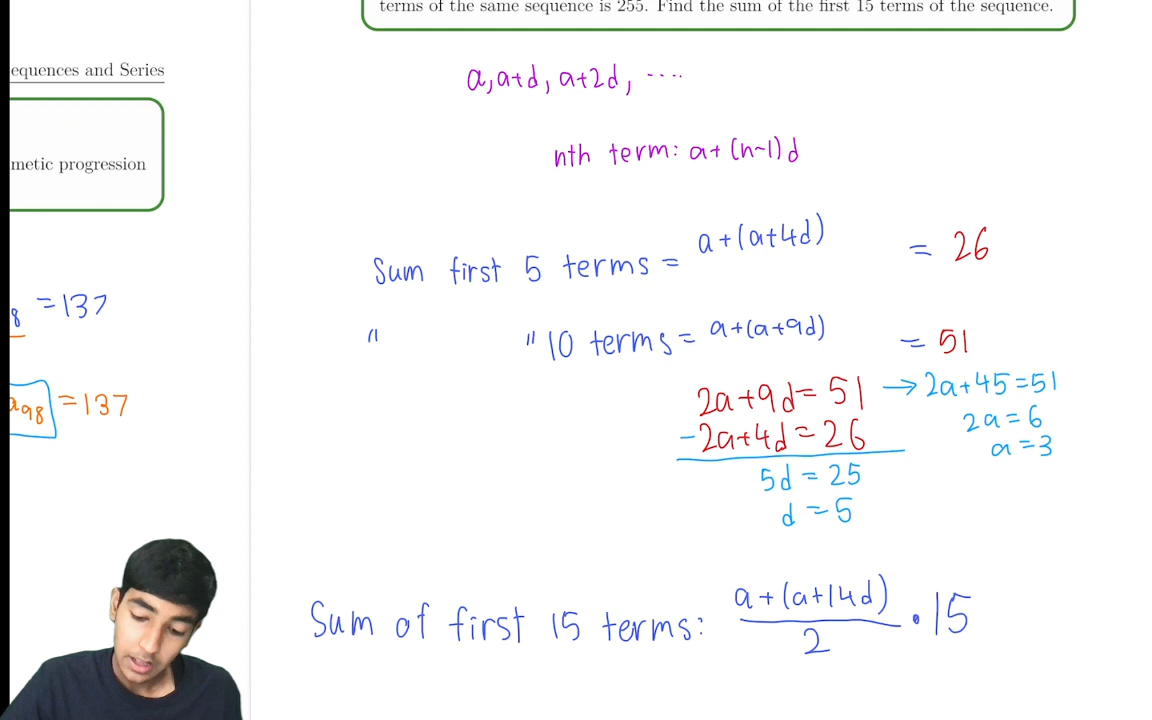 terms of the same sequence is 255. Find the sum of the first 15 terms of the sequence.
equences and Series
metic progression
8 = 137
a98 = 137
a, a+d, a+2d, ....
nth term: a+(n-1)d
Sum first 5 terms = a+(a+4d) = 26
" " 10 terms = a+(a+9d) = 51
2a+9d=51 → 2a+45=51
-2a+4d=26
2a=6
a=3
5d = 25
d = 5
Sum of first 15 terms: a+(a+14d)/2 · 15